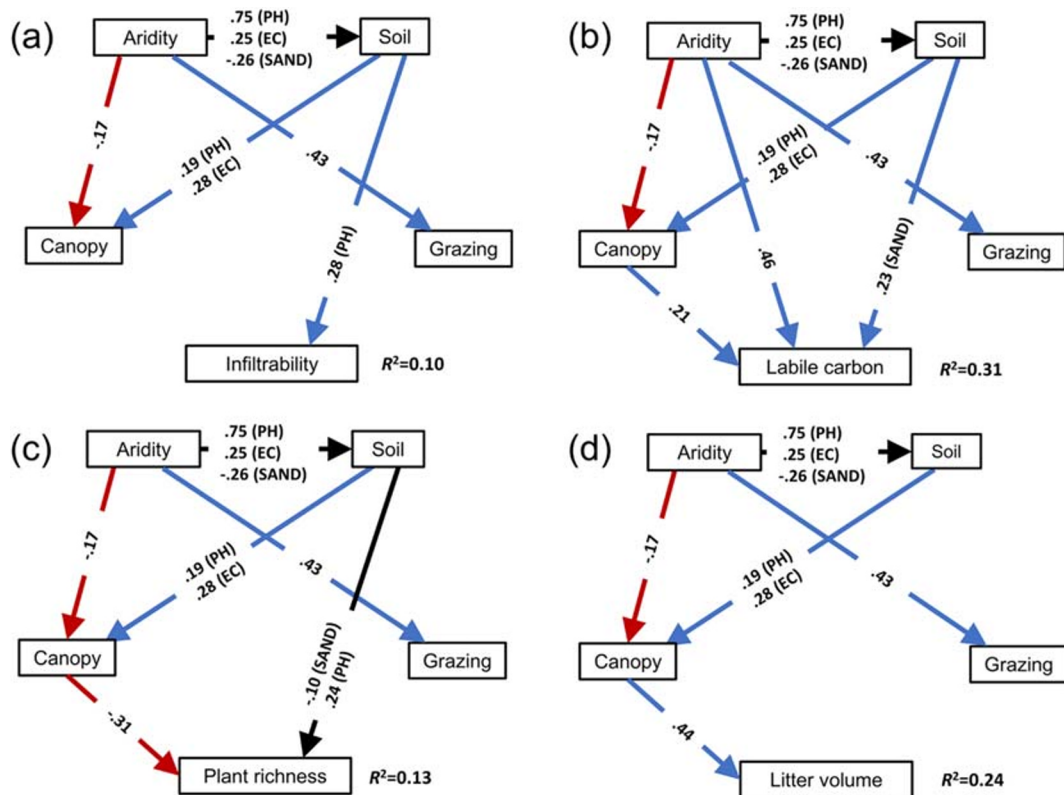 (a)
Aridity
.75 (PH)
.25 (EC)
-.26 (SAND)
Soil
-.17
.19 (PH)
.28 (EC)
.43
Canopy
Grazing
.28 (PH)
Infiltrability
R²=0.10
(b)
Aridity
.75 (PH)
.25 (EC)
-.26 (SAND)
Soil
-.17
.19 (PH)
.28 (EC)
.43
Canopy
Grazing
.46
.23 (SAND)
.21
Labile carbon
R²=0.31
(c)
Aridity
.75 (PH)
.25 (EC)
-.26 (SAND)
Soil
-.17
.19 (PH)
.28 (EC)
.43
Canopy
Grazing
-.10 (SAND)
.24 (PH)
-.31
Plant richness
R²=0.13
(d)
Aridity
.75 (PH)
.25 (EC)
-.26 (SAND)
Soil
-.17
.19 (PH)
.28 (EC)
.43
Canopy
Grazing
.44
Litter volume
R²=0.24